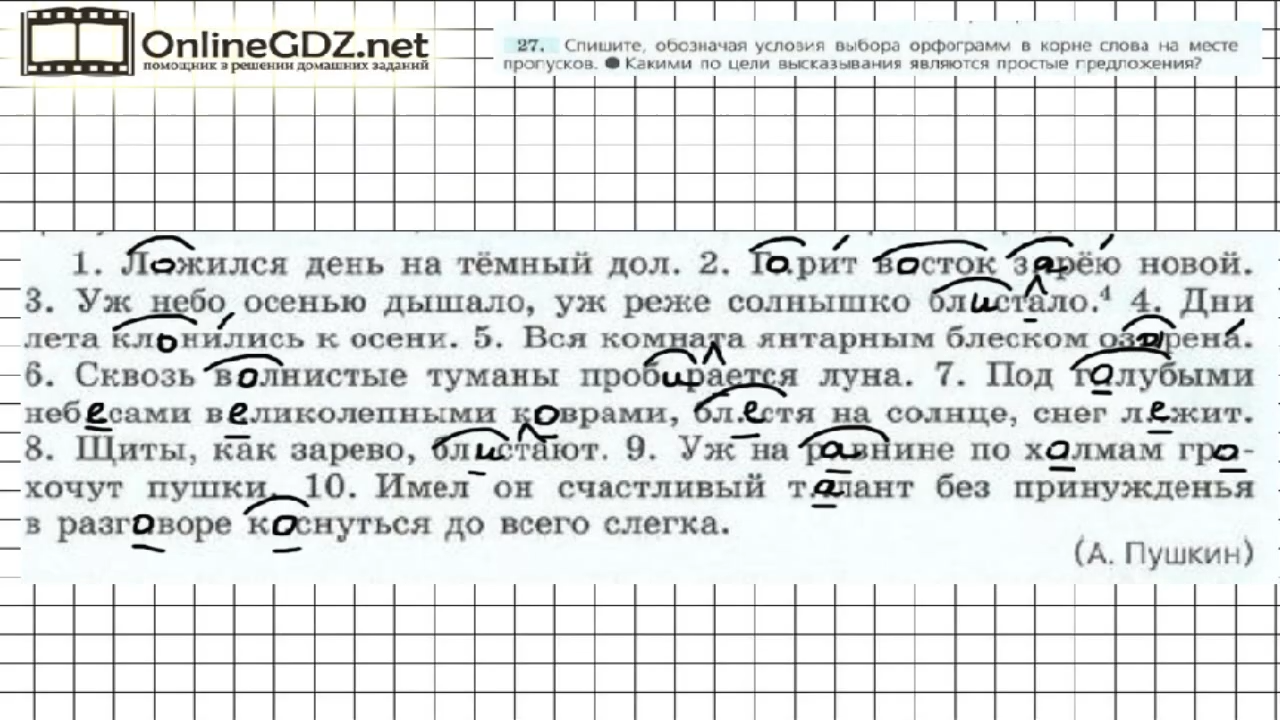 OnlineGDZ.net
помощник в решении домашних заданий
27. Спишите, обозначая условия выбора орфограмм в корне слова на месте
пропусков. ● Какими по цели высказывания являются простые предложения?
1. Ложился день на тёмный дол. 2. Гори́т восток зарёю новой.
3. Уж небо осенью дышало, уж реже солнышко блистало.⁴ 4. Дни
лета клони́лись к осени. 5. Вся комната янтарным блеском озарена́.
6. Сквозь волнистые туманы пробирается луна. 7. Под голубыми
небесами великолепными коврами, блестя на солнце, снег лежит.
8. Щиты, как зарево, блистают. 9. Уж на равнине по холмам гро-
хочут пушки. 10. Имел он счастливый талант без принужденья
в разговоре коснуться до всего слегка.
(А. Пушкин)